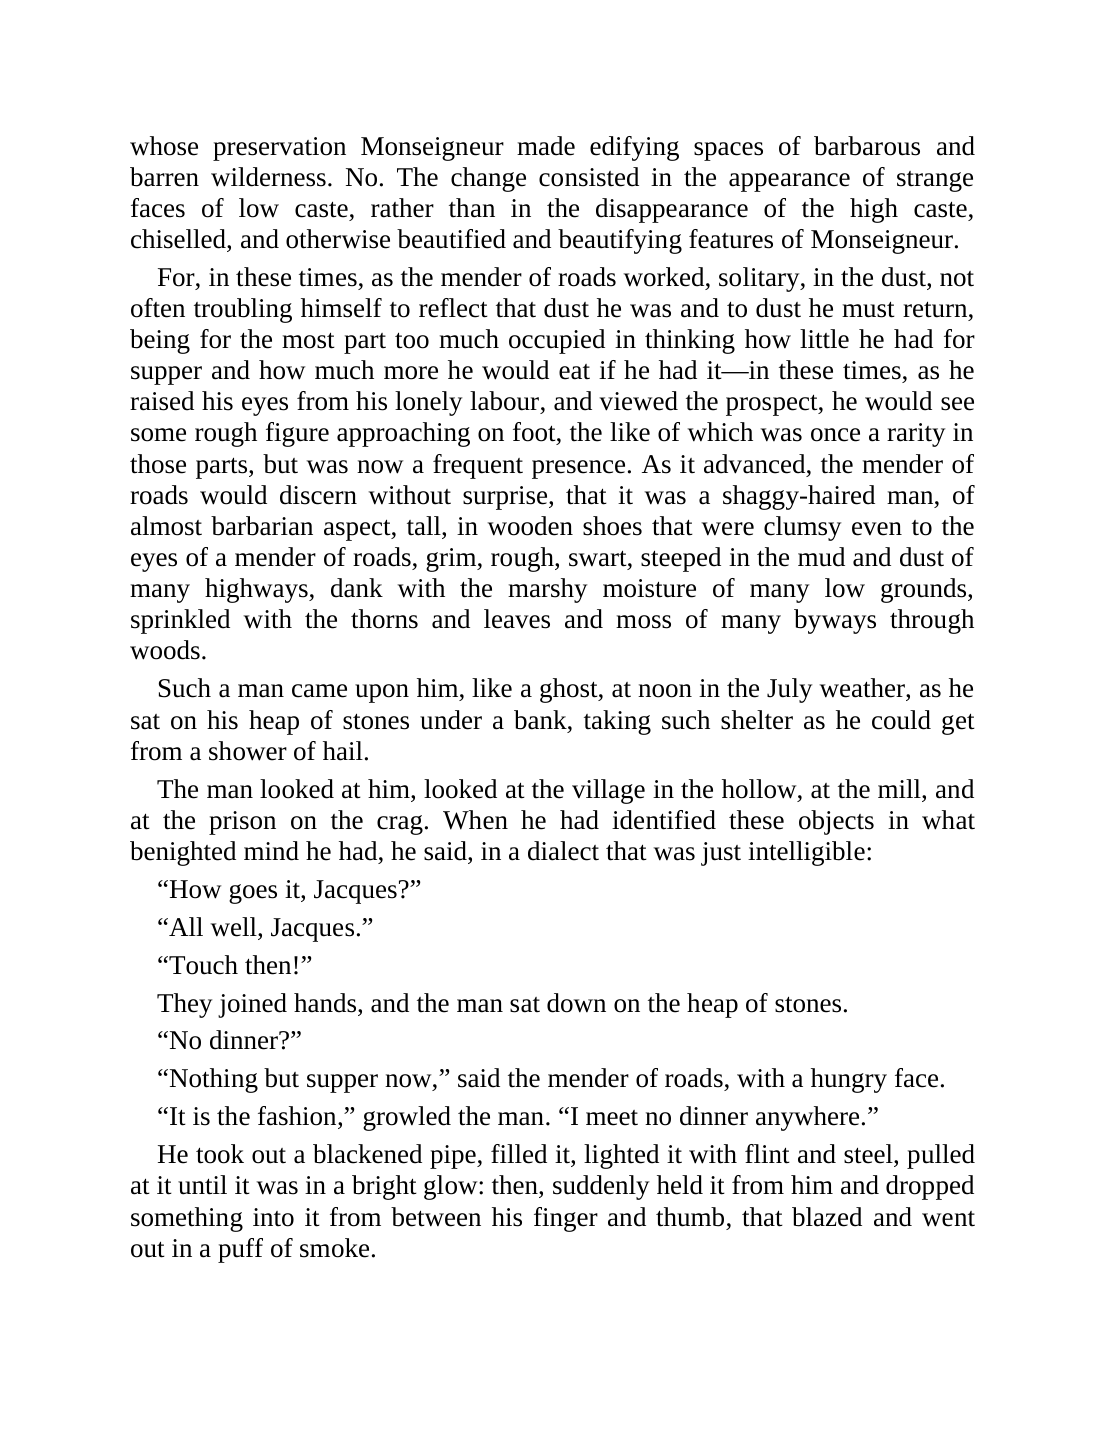 whose preservation Monseigneur made edifying spaces of barbarous and
barren wilderness. No. The change consisted in the appearance of strange
faces of low caste, rather than in the disappearance of the high caste,
chiselled, and otherwise beautified and beautifying features of Monseigneur.
For, in these times, as the mender of roads worked, solitary, in the dust, not
often troubling himself to reflect that dust he was and to dust he must return,
being for the most part too much occupied in thinking how little he had for
supper and how much more he would eat if he had it—in these times, as he
raised his eyes from his lonely labour, and viewed the prospect, he would see
some rough figure approaching on foot, the like of which was once a rarity in
those parts, but was now a frequent presence. As it advanced, the mender of
roads would discern without surprise, that it was a shaggy-haired man, of
almost barbarian aspect, tall, in wooden shoes that were clumsy even to the
eyes of a mender of roads, grim, rough, swart, steeped in the mud and dust of
many highways, dank with the marshy moisture of many low grounds,
sprinkled with the thorns and leaves and moss of many byways through
woods.
Such a man came upon him, like a ghost, at noon in the July weather, as he
sat on his heap of stones under a bank, taking such shelter as he could get
from a shower of hail.
The man looked at him, looked at the village in the hollow, at the mill, and
at the prison on the crag. When he had identified these objects in what
benighted mind he had, he said, in a dialect that was just intelligible:
“How goes it, Jacques?”
“All well, Jacques.”
“Touch then!”
They joined hands, and the man sat down on the heap of stones.
“No dinner?”
“Nothing but supper now,” said the mender of roads, with a hungry face.
“It is the fashion,” growled the man. “I meet no dinner anywhere.”
He took out a blackened pipe, filled it, lighted it with flint and steel, pulled
at it until it was in a bright glow: then, suddenly held it from him and dropped
something into it from between his finger and thumb, that blazed and went
out in a puff of smoke.